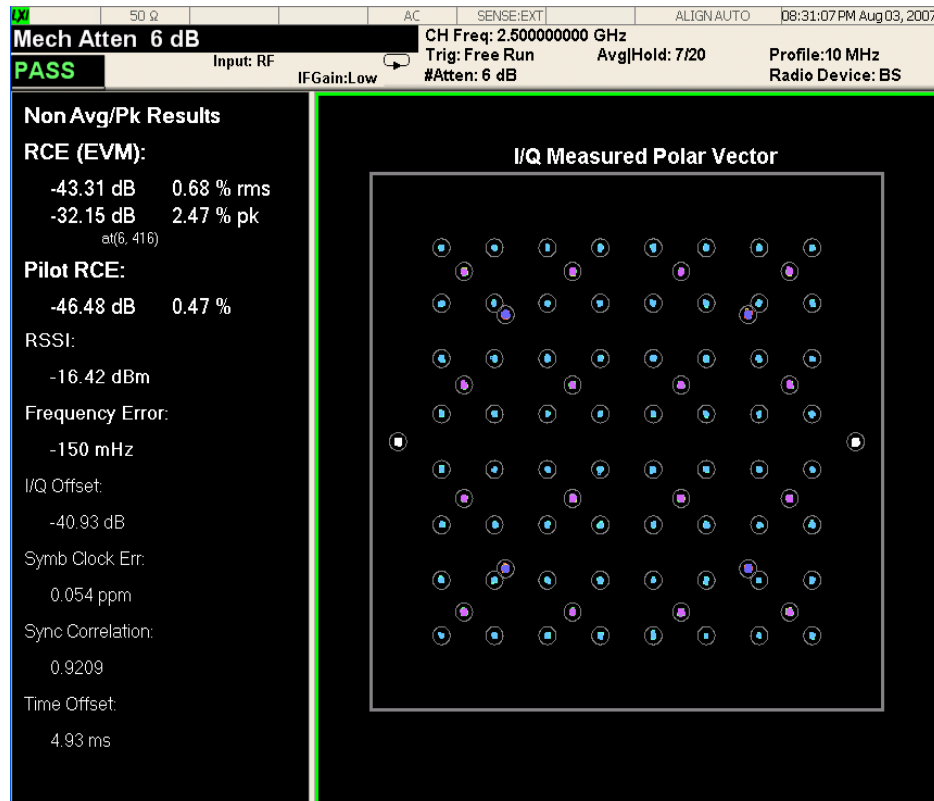 LXI 50 Ω AC SENSE:EXT ALIGN AUTO 08:31:07 PM Aug 03, 2007
Mech Atten 6 dB
CH Freq: 2.500000000 GHz
PASS
Input: RF
IFGain:Low
Trig: Free Run
#Atten: 6 dB
Avg|Hold: 7/20
Profile:10 MHz
Radio Device: BS
Non Avg/Pk Results
RCE (EVM):
-43.31 dB 0.68 % rms
-32.15 dB 2.47 % pk
at(6, 416)
Pilot RCE:
-46.48 dB 0.47 %
RSSI:
-16.42 dBm
Frequency Error:
-150 mHz
I/Q Offset:
-40.93 dB
Symb Clock Err:
0.054 ppm
Sync Correlation:
0.9209
Time Offset:
4.93 ms
I/Q Measured Polar Vector